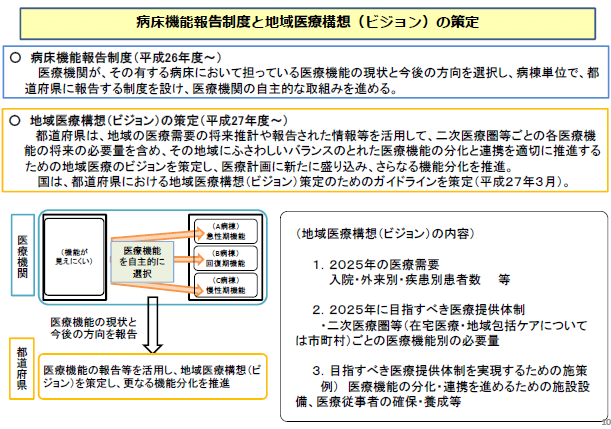 病床機能報告制度と地域医療構想（ビジョン）の策定
○ 病床機能報告制度（平成26年度～）
医療機関が、その有する病床において担っている医療機能の現状と今後の方向を選択し、病棟単位で、都
道府県に報告する制度を設け、医療機関の自主的な取組みを進める。
○ 地域医療構想（ビジョン）の策定（平成27年度～）
都道府県は、地域の医療需要の将来推計や報告された情報等を活用して、二次医療圏等ごとの各医療機
能の将来の必要量を含め、その地域にふさわしいバランスのとれた医療機能の分化と連携を適切に推進す
るための地域医療のビジョンを策定し、医療計画に新たに盛り込み、さらなる機能分化を推進。
国は、都道府県における地域医療構想（ビジョン）策定のためのガイドラインを策定（平成２７年３月）。
医療機関
（機能が
見えにくい）
医療機能
を自主的に
選択
（A病棟）
急性期機能
（B病棟）
回復期機能
（C病棟）
慢性期機能
医療機能の現状と
今後の方向を報告
都道府県
医療機能の報告等を活用し、地域医療構想（ビ
ジョン）を策定し、更なる機能分化を推進
（地域医療構想（ビジョン）の内容）
１．２０２５年の医療需要
入院・外来別・疾患別患者数　等
２．２０２５年に目指すべき医療提供体制
・二次医療圏等（在宅医療・地域包括ケアについて
は市町村）ごとの医療機能別の必要量
３．目指すべき医療提供体制を実現するための施策
例）　医療機能の分化・連携を進めるための施設設
備、医療従事者の確保・養成等
10